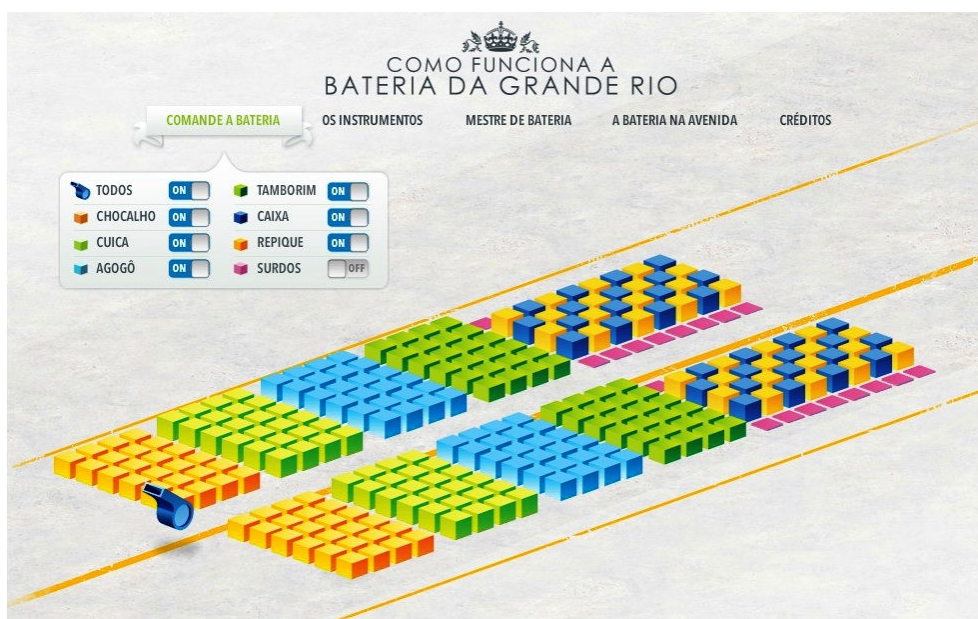 COMO FUNCIONA A
BATERIA DA GRANDE RIO
COMANDE A BATERIA
OS INSTRUMENTOS
MESTRE DE BATERIA
A BATERIA NA AVENIDA
CRÉDITOS
TODOS ON
TAMBORIM ON
CHOCALHO ON
CAIXA ON
CUICA ON
REPIQUE ON
AGOGÔ ON
SURDOS OFF